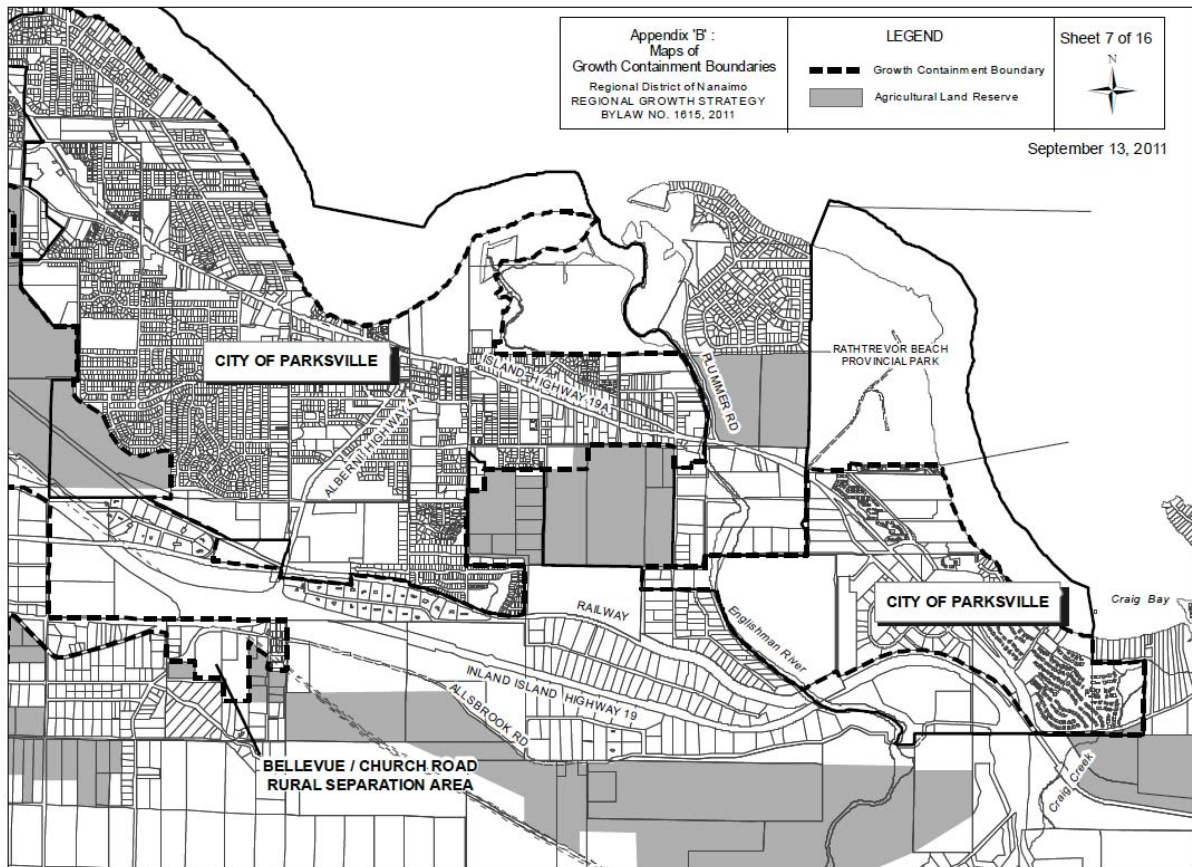 Appendix 'B' :
Maps of
Growth Containment Boundaries
Regional District of Nanaimo
REGIONAL GROWTH STRATEGY
BYLAW NO. 1615, 2011
LEGEND
Growth Containment Boundary
Agricultural Land Reserve
Sheet 7 of 16
N
September 13, 2011
CITY OF PARKSVILLE
ISLAND HIGHWAY 19A
ALBERNI HIGHWAY 4A
PLUMMER RD
RATHTREVOR BEACH
PROVINCIAL PARK
CITY OF PARKSVILLE
Craig Bay
RAILWAY
Englishman River
INLAND ISLAND HIGHWAY 19
ALLSBROOK RD
BELLEVUE / CHURCH ROAD
RURAL SEPARATION AREA
Craig Creek